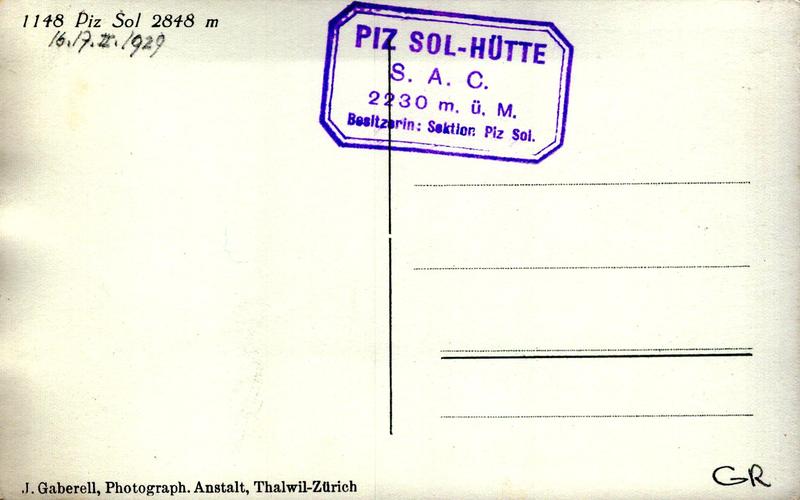 1148 Piz Sol 2848 m
16.17.II.1929
PIZ SOL-HÜTTE
S. A. C.
2230 m. ü. M.
Besitzerin: Sektion Piz Sol.
J. Gaberell, Photograph. Anstalt, Thalwil-Zürich
GR